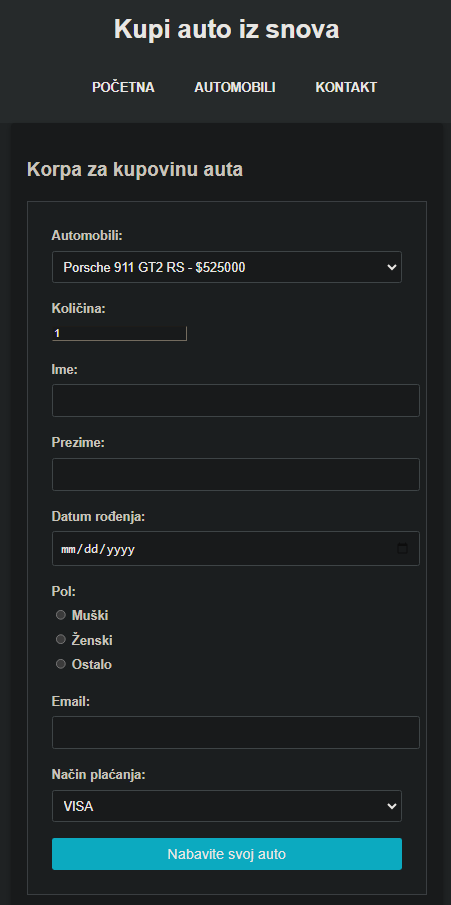 Kupi auto iz snova
POČETNA AUTOMOBILI KONTAKT
Korpa za kupovinu auta
Automobili:
Porsche 911 GT2 RS - $525000
Količina:
1
Ime:
Prezime:
Datum rođenja:
mm/dd/yyyy
Pol:
Muški
Ženski
Ostalo
Email:
Način plaćanja:
VISA
Nabavite svoj auto